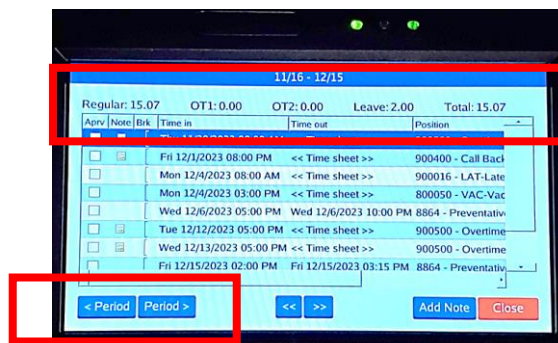 11/16 - 12/15
Regular: 15.07 OT1: 0.00 OT2: 0.00 Leave: 2.00 Total: 15.07
Aprv Note Brk Time in Time out Position
Fri 12/1/2023 08:00 PM << Time sheet >> 900400 - Call Back
Mon 12/4/2023 08:00 AM << Time sheet >> 900016 - LAT-Late
Mon 12/4/2023 03:00 PM << Time sheet >> 800050 - VAC-Vac
Wed 12/6/2023 05:00 PM Wed 12/6/2023 10:00 PM 8864 - Preventativ
Tue 12/12/2023 05:00 PM << Time sheet >> 900500 - Overtime
Wed 12/13/2023 05:00 PM << Time sheet >> 900500 - Overtime
Fri 12/15/2023 02:00 PM Fri 12/15/2023 03:15 PM 8864 - Preventativ
< Period Period > << >> Add Note Close